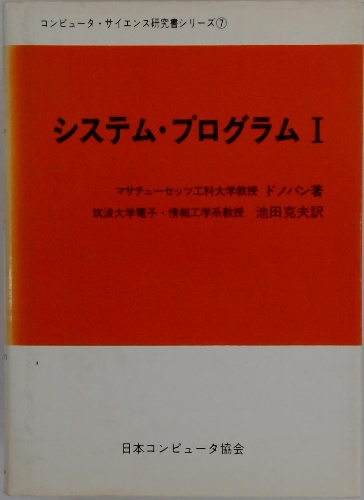 コンピュータ・サイエンス研究書シリーズ⑦
システム・プログラム I
マサチューセッツ工科大学教授 ドノバン著
筑波大学電子・情報工学系教授 池田克夫訳
日本コンピュータ協会